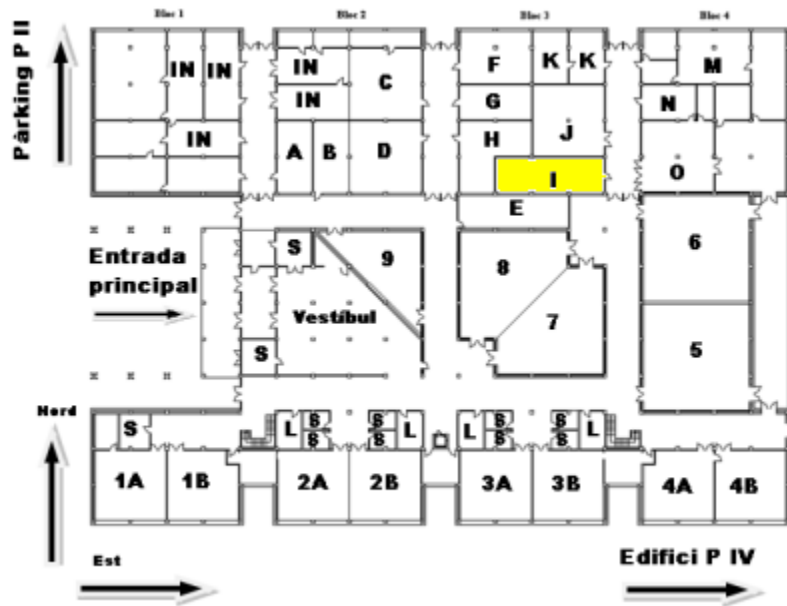 Bloc 1 Bloc 2 Bloc 3 Bloc 4
Pàrking P II
IN IN IN F K K M
C
IN G N
IN A B D H J O
I
E
Entrada
principal
S 9 8 6
Vestíbul
7
S 5
Nord
S L S S L L S S L
S S S S
1A 1B 2A 2B 3A 3B 4A 4B
Est
Edifici P IV